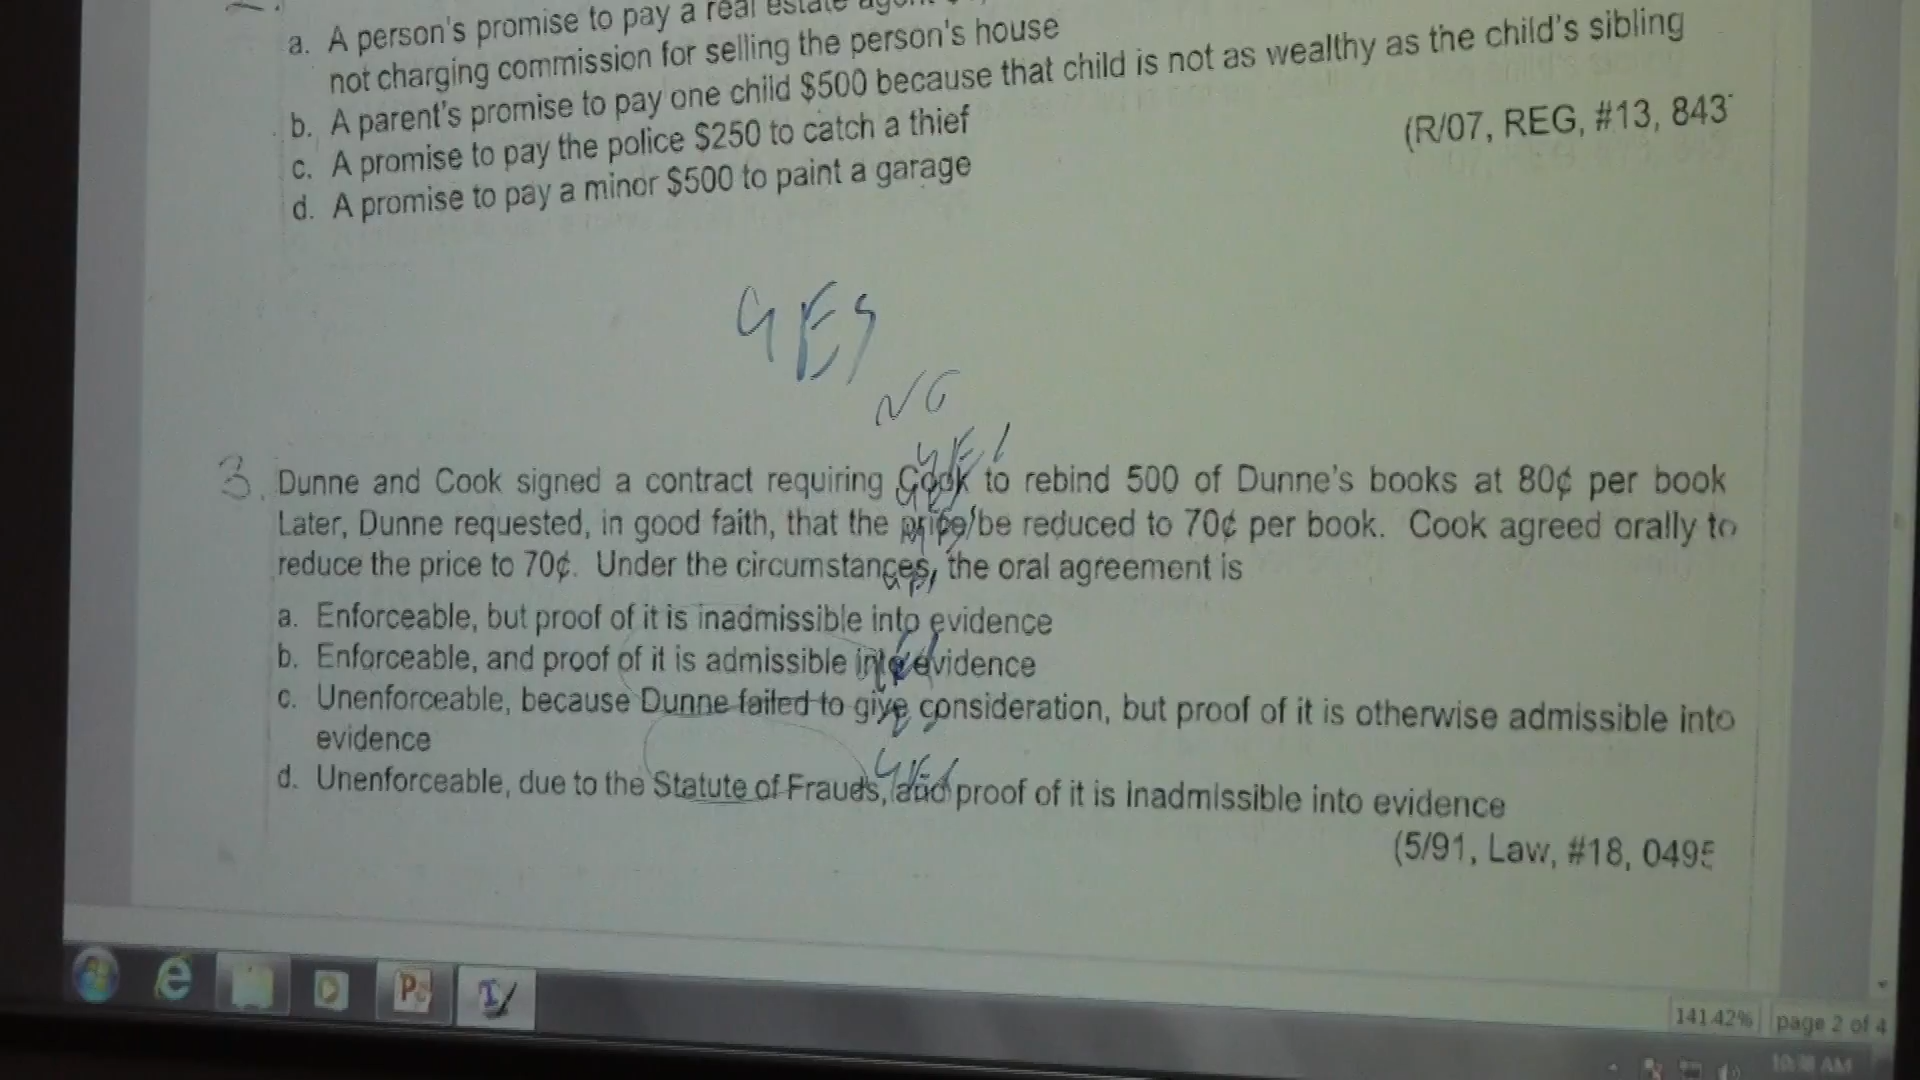 a. A person's promise to pay a real estate
not charging commission for selling the person's house
b. A parent's promise to pay one child $500 because that child is not as wealthy as the child's sibling
c. A promise to pay the police $250 to catch a thief
d. A promise to pay a minor $500 to paint a garage
(R/07, REG, #13, 843
YES
NO
YES
3. Dunne and Cook signed a contract requiring Cook to rebind 500 of Dunne's books at 80¢ per book
Later, Dunne requested, in good faith, that the price be reduced to 70¢ per book. Cook agreed orally to
reduce the price to 70¢. Under the circumstances, the oral agreement is
a. Enforceable, but proof of it is inadmissible into evidence
b. Enforceable, and proof of it is admissible into evidence
c. Unenforceable, because Dunne failed to give consideration, but proof of it is otherwise admissible into
evidence
YES
d. Unenforceable, due to the Statute of Frauds, and proof of it is inadmissible into evidence
(5/91, Law, #18, 0495
141.42% page 2 of 4
AM